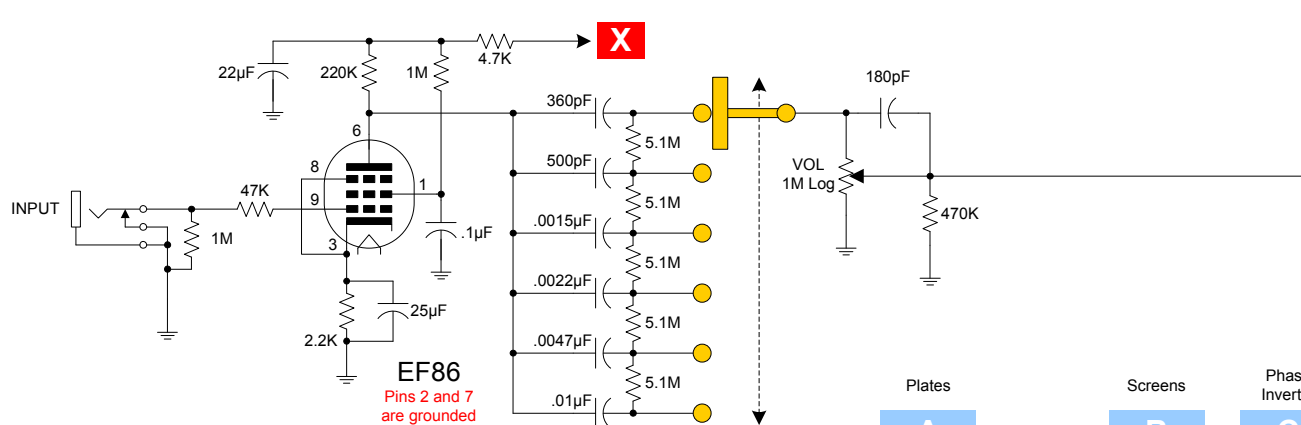 X
4.7K
22µF
220K
1M
180pF
360pF
6
5.1M
8
500pF
VOL
1M Log
1
47K
9
5.1M
INPUT
470K
.0015µF
1M
.1µF
3
5.1M
.0022µF
25µF
5.1M
2.2K
.0047µF
EF86
Pins 2 and 7
are grounded
5.1M
.01µF
Plates
Screens
Phas
Invert